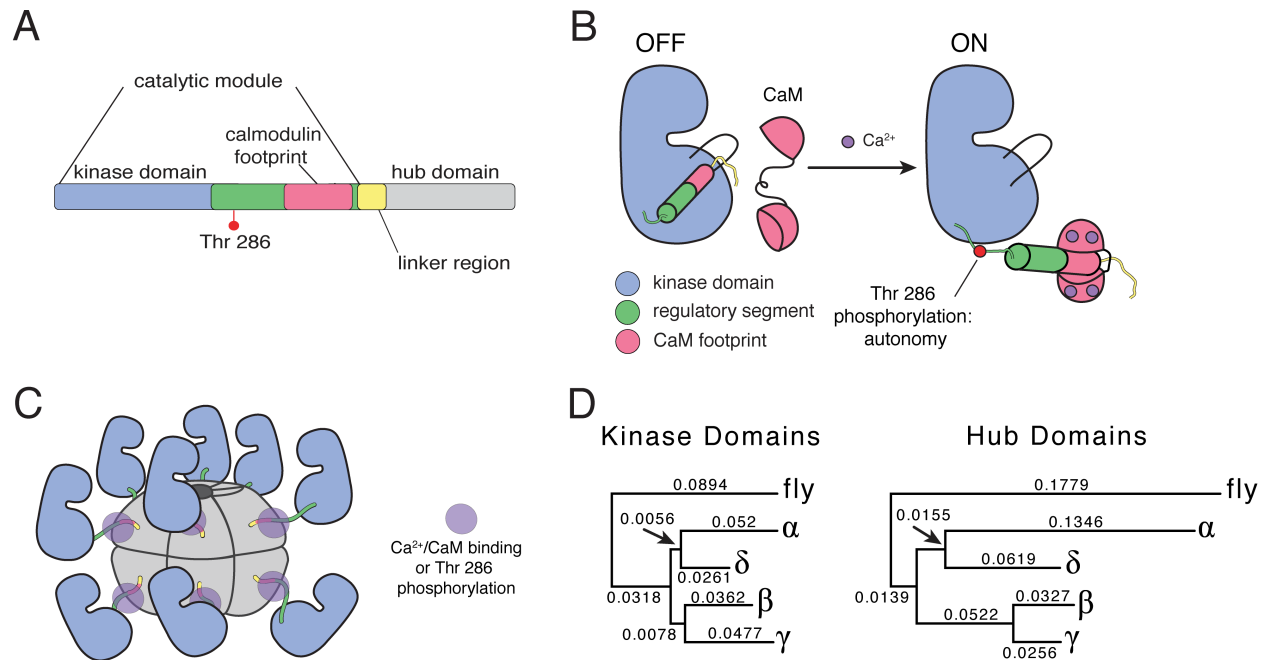 A
catalytic module
calmodulin
footprint
kinase domain
hub domain
Thr 286
linker region
B
OFF
ON
CaM
Ca2+
kinase domain
regulatory segment
CaM footprint
Thr 286
phosphorylation:
autonomy
C
Ca2+/CaM binding
or Thr 286
phosphorylation
D
Kinase Domains
0.0894
fly
0.0056
0.052
α
δ
0.0261
0.0318
0.0362
β
0.0078
0.0477
γ
Hub Domains
0.1779
fly
0.0155
0.1346
α
0.0619
δ
0.0139
0.0522
0.0327
β
γ
0.0256